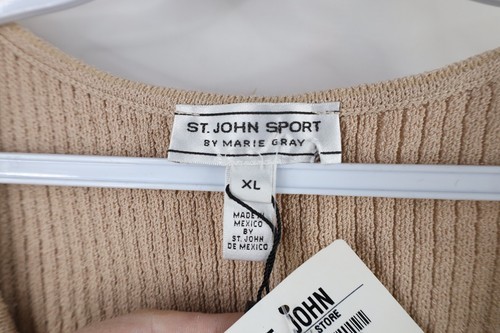 ST. JOHN SPORT
BY MARIE GRAY
XL
MADE IN
MEXICO
BY
ST. JOHN
DE MEXICO
JOHN
STORE